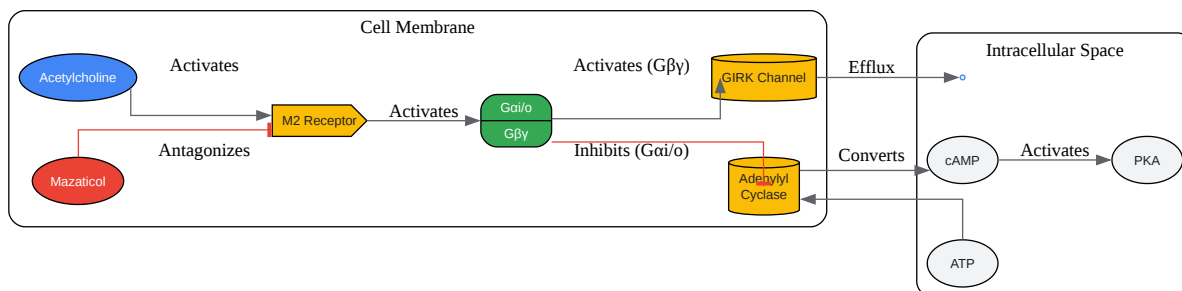 Cell Membrane
Intracellular Space
Acetylcholine
Activates
Activates (Gβγ)
GIRK Channel
Efflux
M2 Receptor
Activates
Gαi/o
Gβγ
Antagonizes
Inhibits (Gαi/o)
Mazaticol
Adenylyl
Cyclase
Converts
cAMP
Activates
PKA
ATP